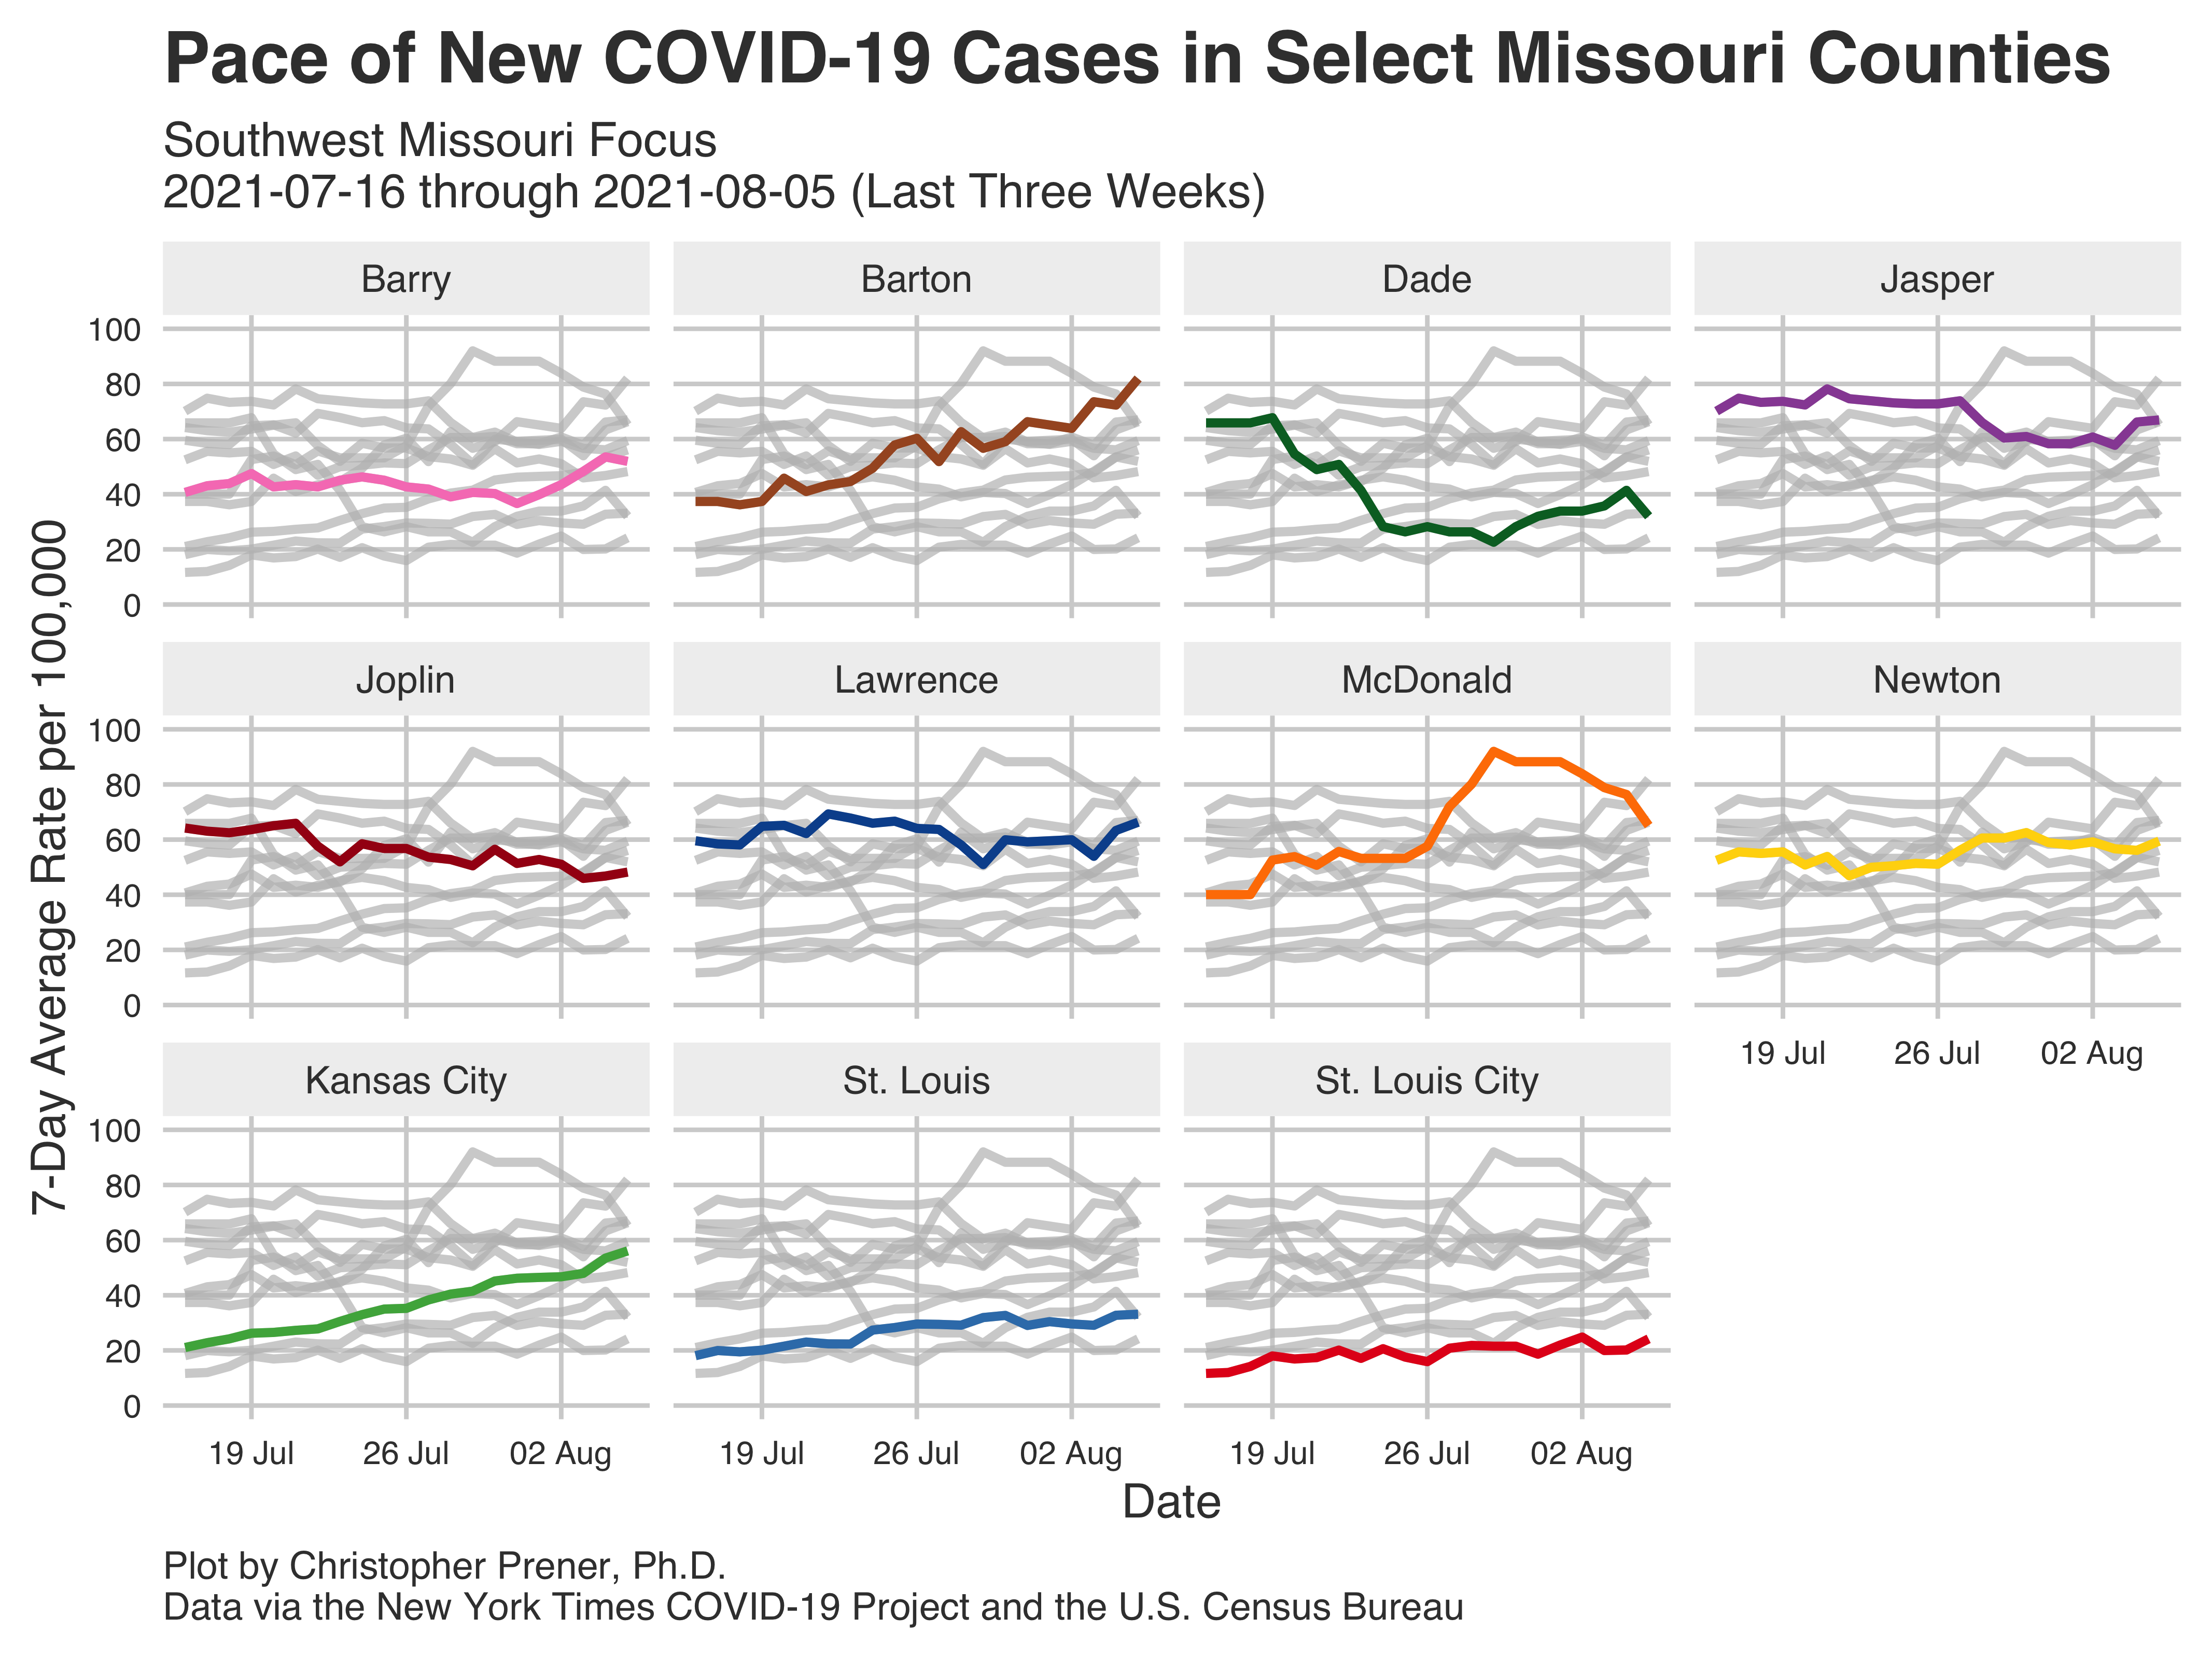 Pace of New COVID-19 Cases in Select Missouri Counties
Southwest Missouri Focus
2021-07-16 through 2021-08-05 (Last Three Weeks)
7-Day Average Rate per 100,000
Barry
Barton
Dade
Jasper
100
80
60
40
20
0
Joplin
Lawrence
McDonald
Newton
100
80
60
40
20
0
19 Jul
26 Jul
02 Aug
Kansas City
St. Louis
St. Louis City
100
80
60
40
20
0
19 Jul
26 Jul
02 Aug
19 Jul
26 Jul
02 Aug
19 Jul
26 Jul
02 Aug
Date
Plot by Christopher Prener, Ph.D.
Data via the New York Times COVID-19 Project and the U.S. Census Bureau